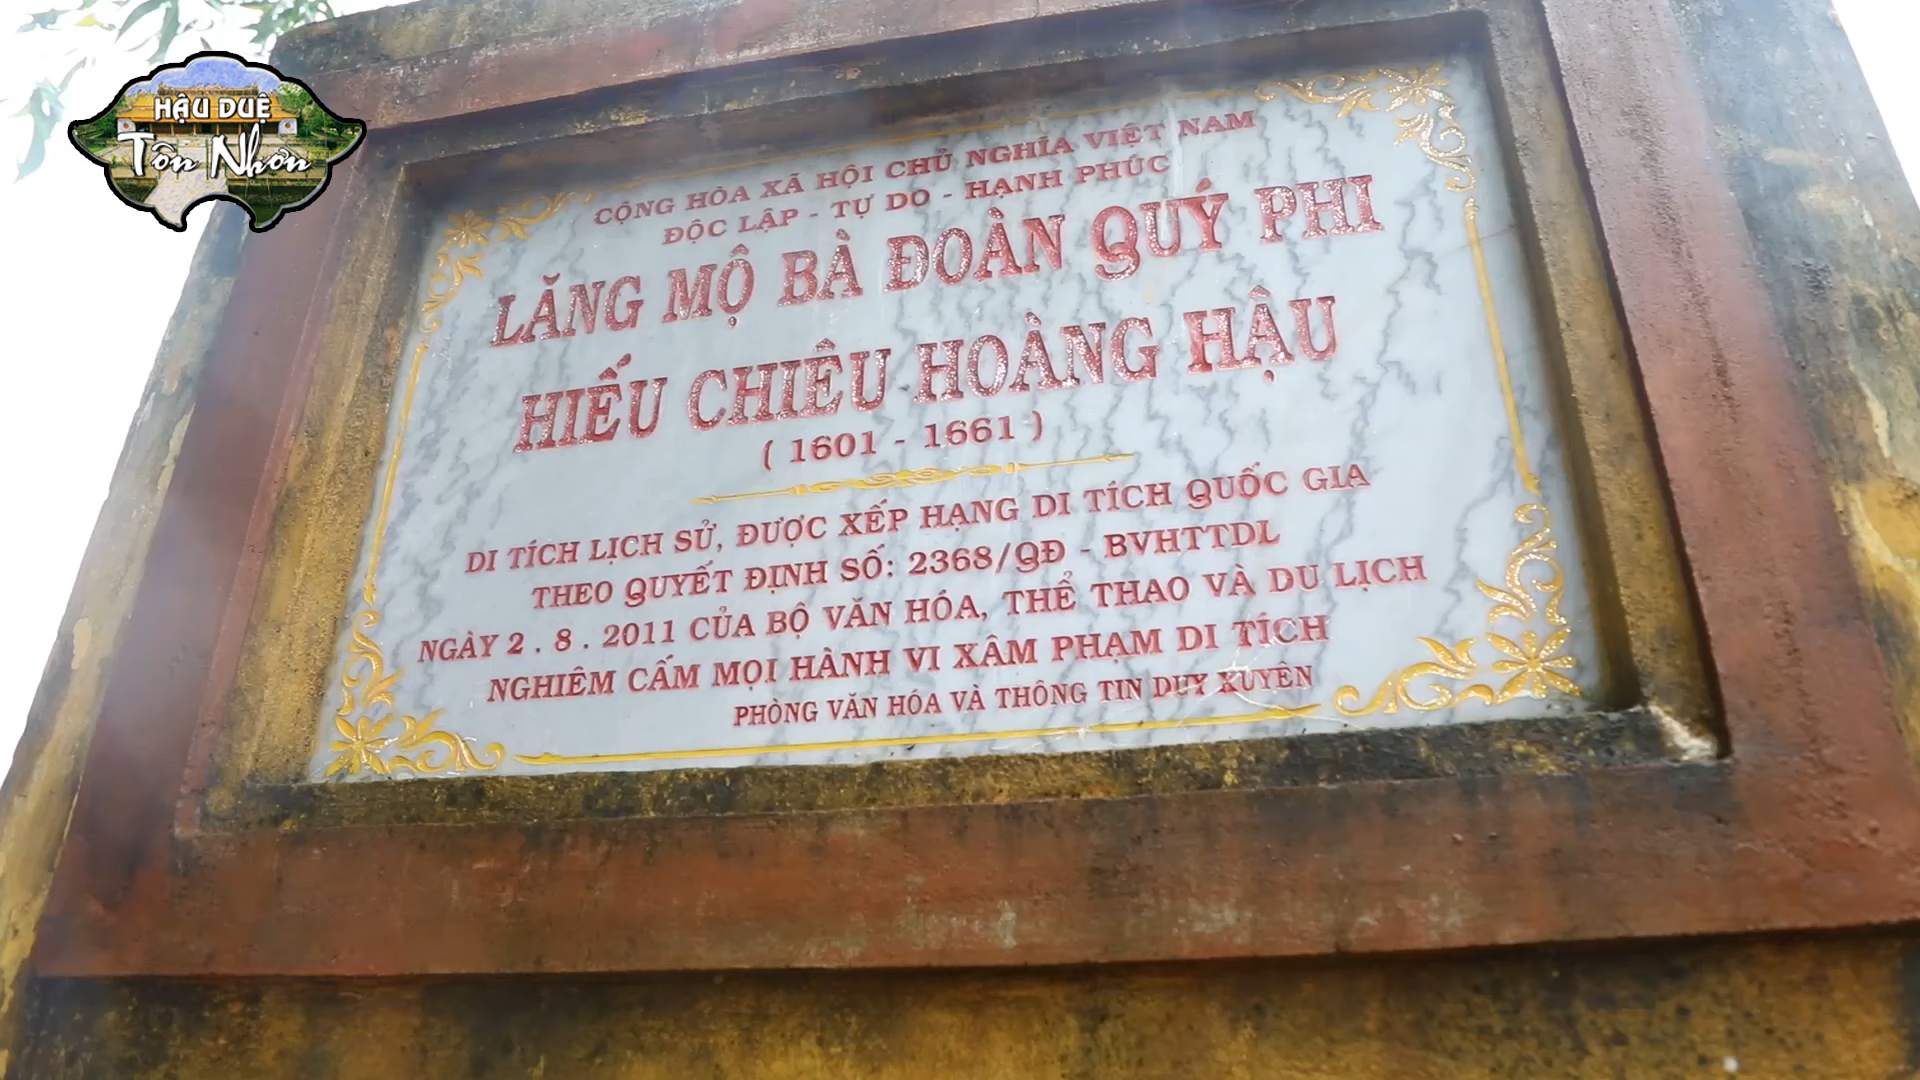 HẬU DUỆ
Tôn Nhơn
CỘNG HÒA XÃ HỘI CHỦ NGHĨA VIỆT NAM
ĐỘC LẬP - TỰ DO - HẠNH PHÚC
LĂNG MỘ BÀ ĐOÀN QUÝ PHI
HIẾU CHIÊU HOÀNG HẬU
( 1601 - 1661 )
DI TÍCH LỊCH SỬ, ĐƯỢC XẾP HẠNG DI TÍCH QUỐC GIA
THEO QUYẾT ĐỊNH SỐ: 2368/QĐ - BVHTTDL
NGÀY 2 . 8 . 2011 CỦA BỘ VĂN HÓA, THỂ THAO VÀ DU LỊCH
NGHIÊM CẤM MỌI HÀNH VI XÂM PHẠM DI TÍCH
PHÒNG VĂN HÓA VÀ THÔNG TIN DUY XUYÊN